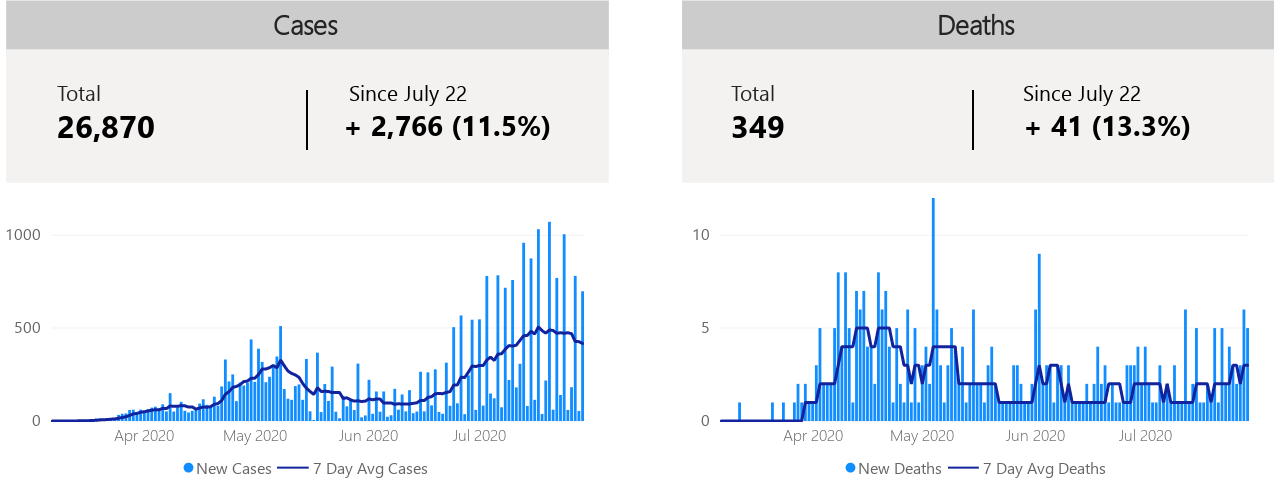 Cases
Total
26,870
Since July 22
+ 2,766 (11.5%)
1000
500
0
Apr 2020
May 2020
Jun 2020
Jul 2020
New Cases
7 Day Avg Cases
Deaths
Total
349
Since July 22
+ 41 (13.3%)
10
5
0
Apr 2020
May 2020
Jun 2020
Jul 2020
New Deaths
7 Day Avg Deaths